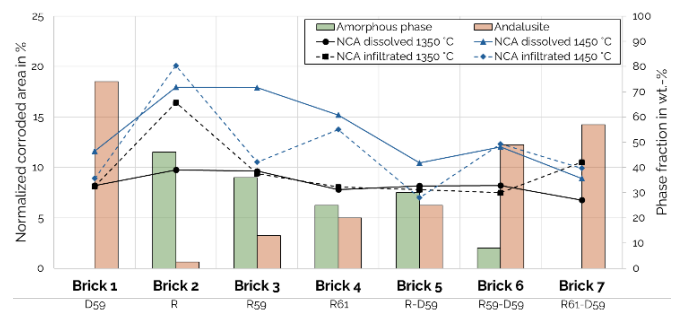 25
20
15
10
5
0
Normalized corroded area in %
100
90
80
70
60
50
40
30
20
10
0
Phase fraction in wt.-%
Amorphous phase Andalusite
NCA dissolved 1350 °C NCA dissolved 1450 °C
NCA infiltrated 1350 °C NCA infiltrated 1450 °C
Brick 1 Brick 2 Brick 3 Brick 4 Brick 5 Brick 6 Brick 7
D59 R R59 R61 R-D59 R59-D59 R61-D59